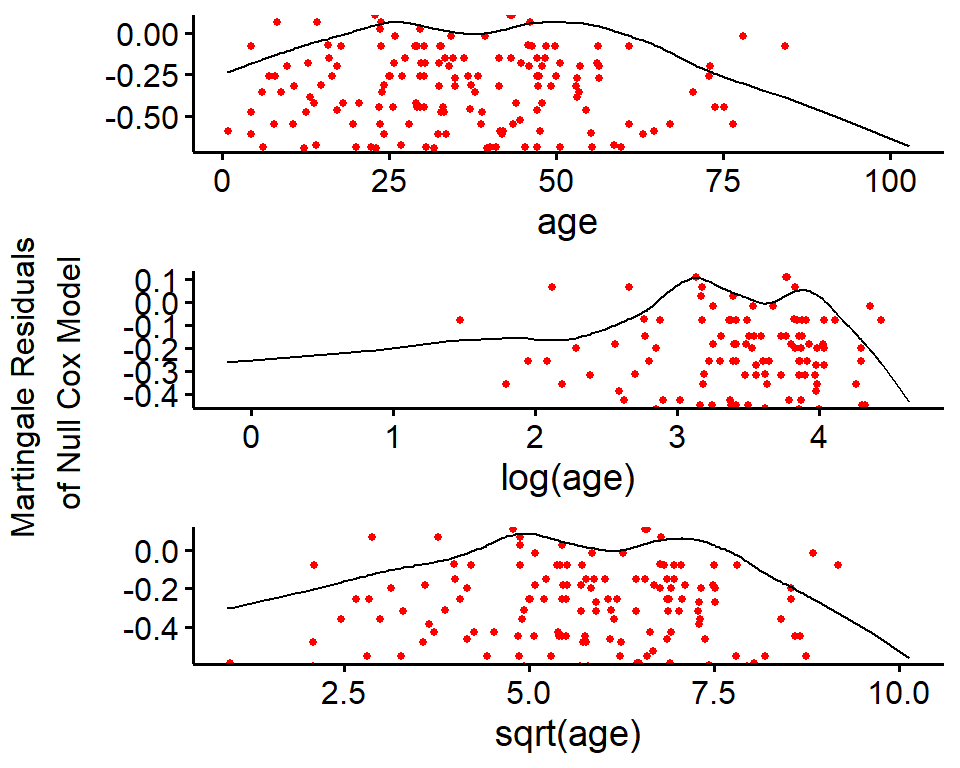 Martingale Residuals
of Null Cox Model
0.00
-0.25
-0.50
0 25 50 75 100
age
0.1
0.0
-0.1
-0.2
-0.3
-0.4
0 1 2 3 4
log(age)
0.0
-0.2
-0.4
2.5 5.0 7.5 10.0
sqrt(age)